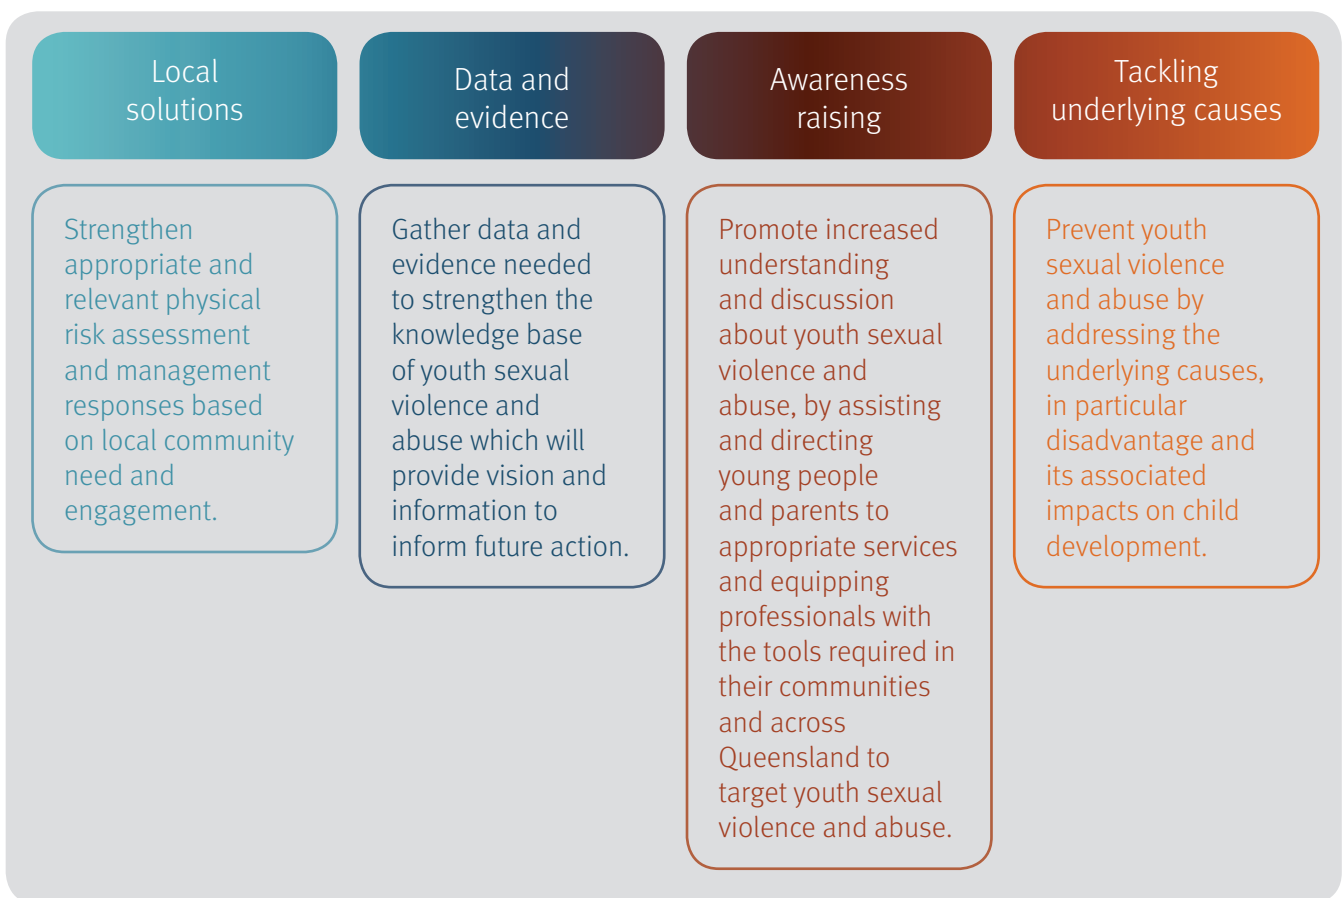 Local
solutions
Strengthen
appropriate and
relevant physical
risk assessment
and management
responses based
on local community
need and
engagement.
Data and
evidence
Gather data and
evidence needed
to strengthen the
knowledge base
of youth sexual
violence and
abuse which will
provide vision and
information to
inform future action.
Awareness
raising
Promote increased
understanding
and discussion
about youth sexual
violence and
abuse, by assisting
and directing
young people
and parents to
appropriate services
and equipping
professionals with
the tools required in
their communities
and across
Queensland to
target youth sexual
violence and abuse.
Tackling
underlying causes
Prevent youth
sexual violence
and abuse by
addressing the
underlying causes,
in particular
disadvantage and
its associated
impacts on child
development.